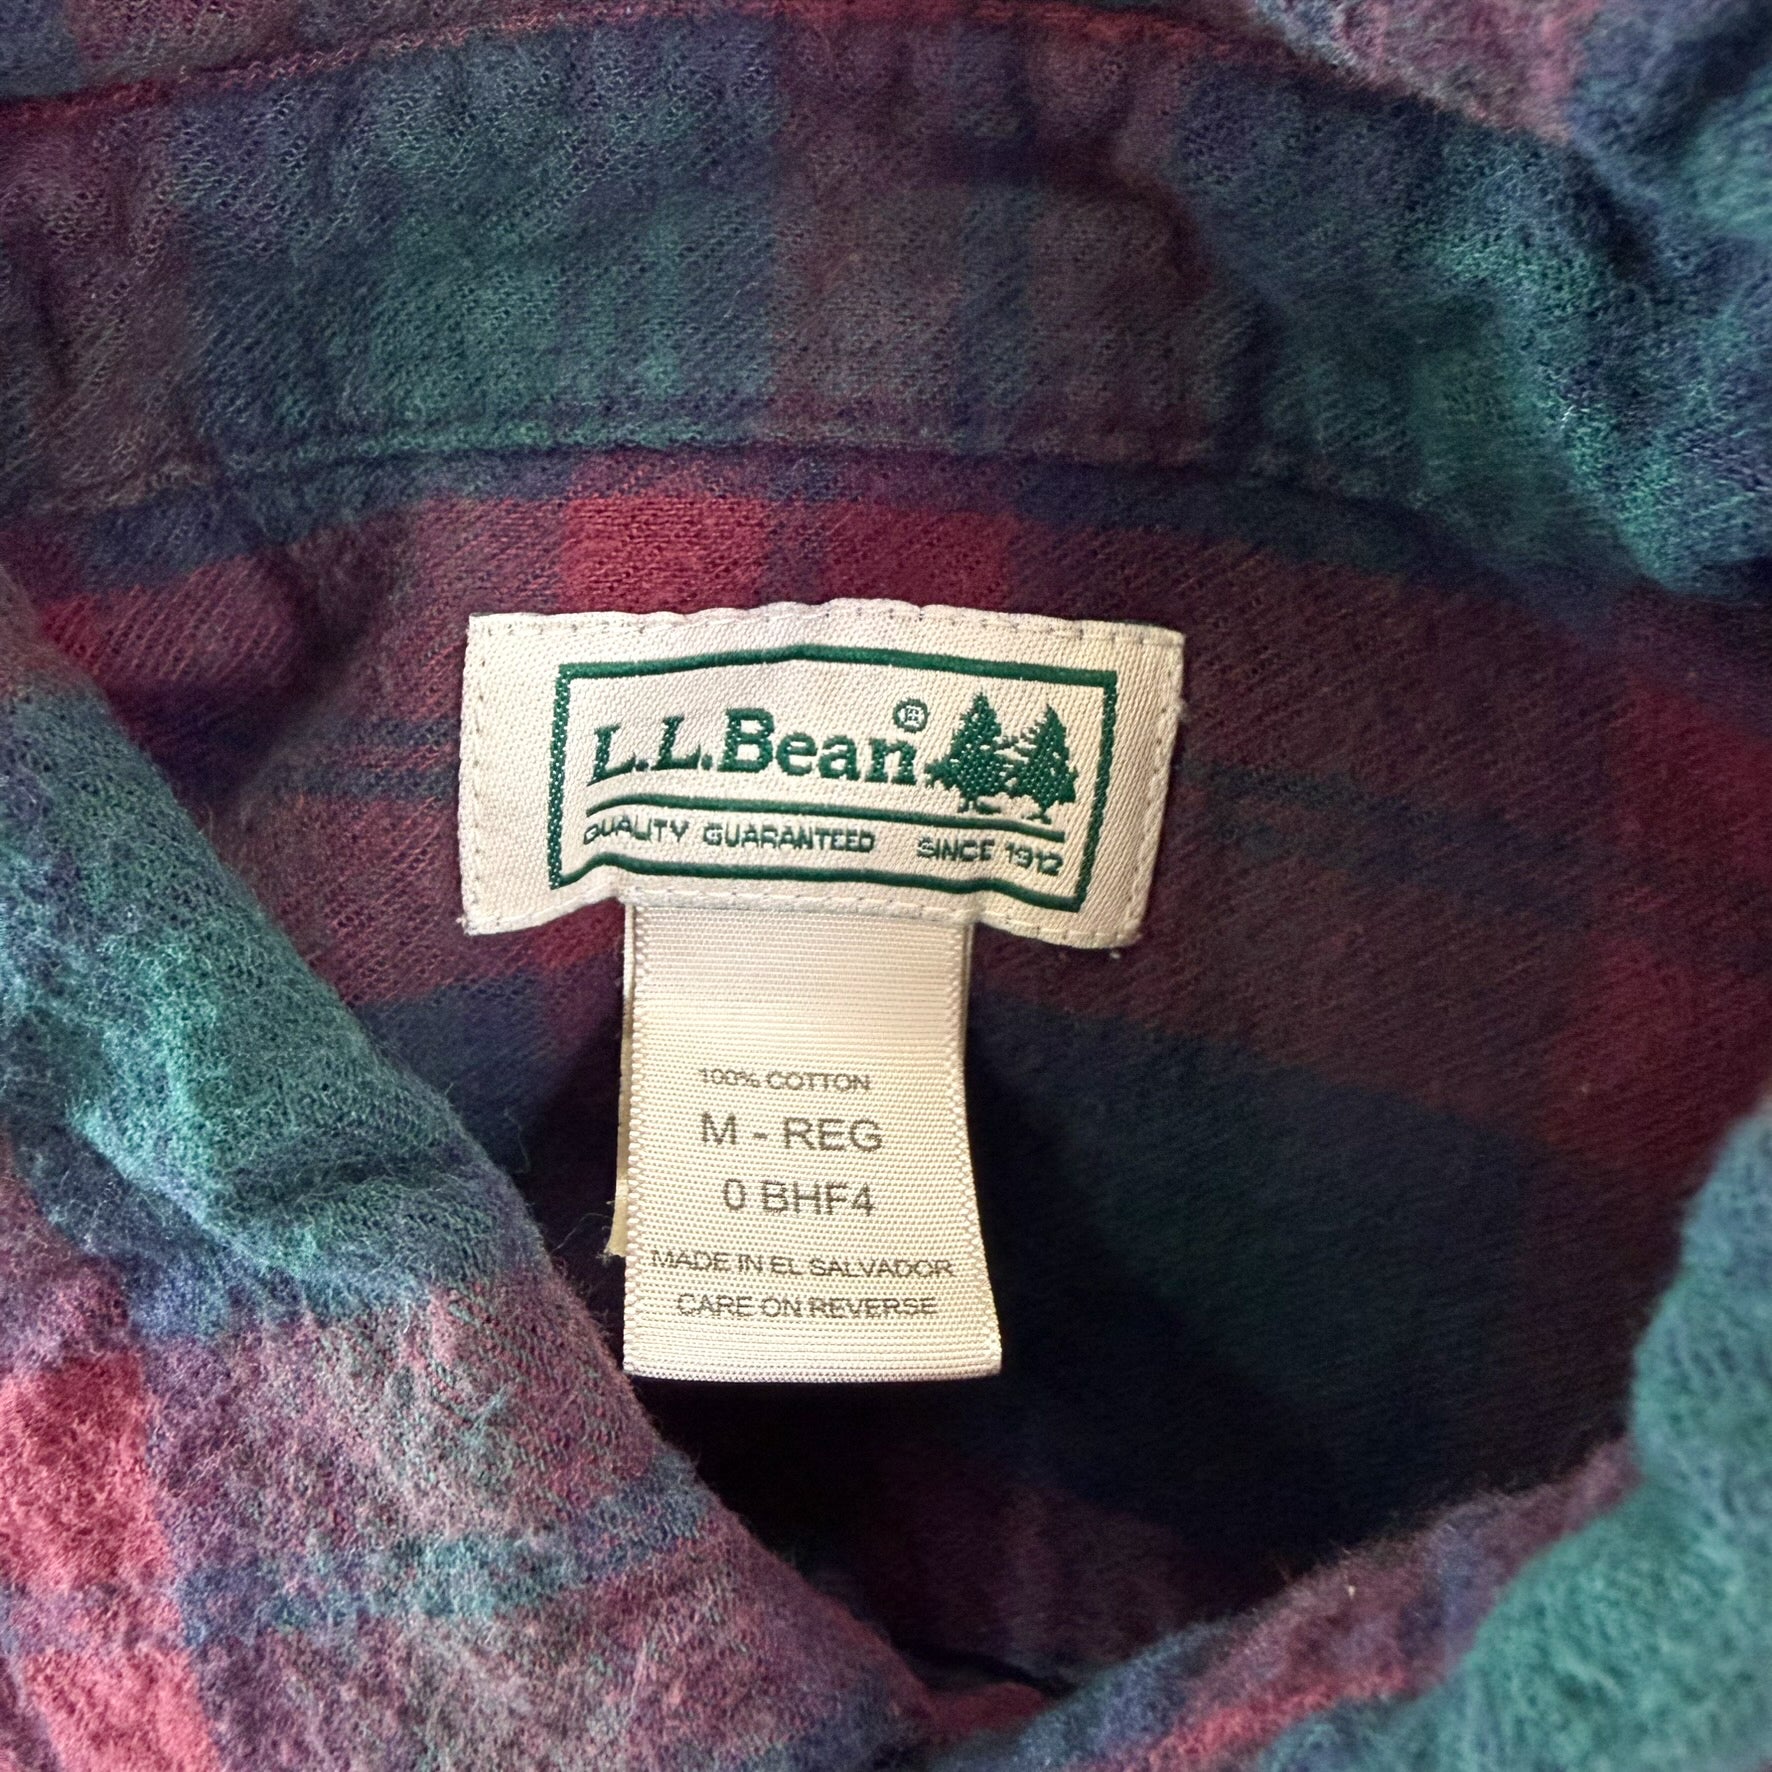 L.L.Bean®
QUALITY GUARANTEED SINCE 1912
100% COTTON
M - REG
0 BHF4
MADE IN EL SALVADOR
CARE ON REVERSE